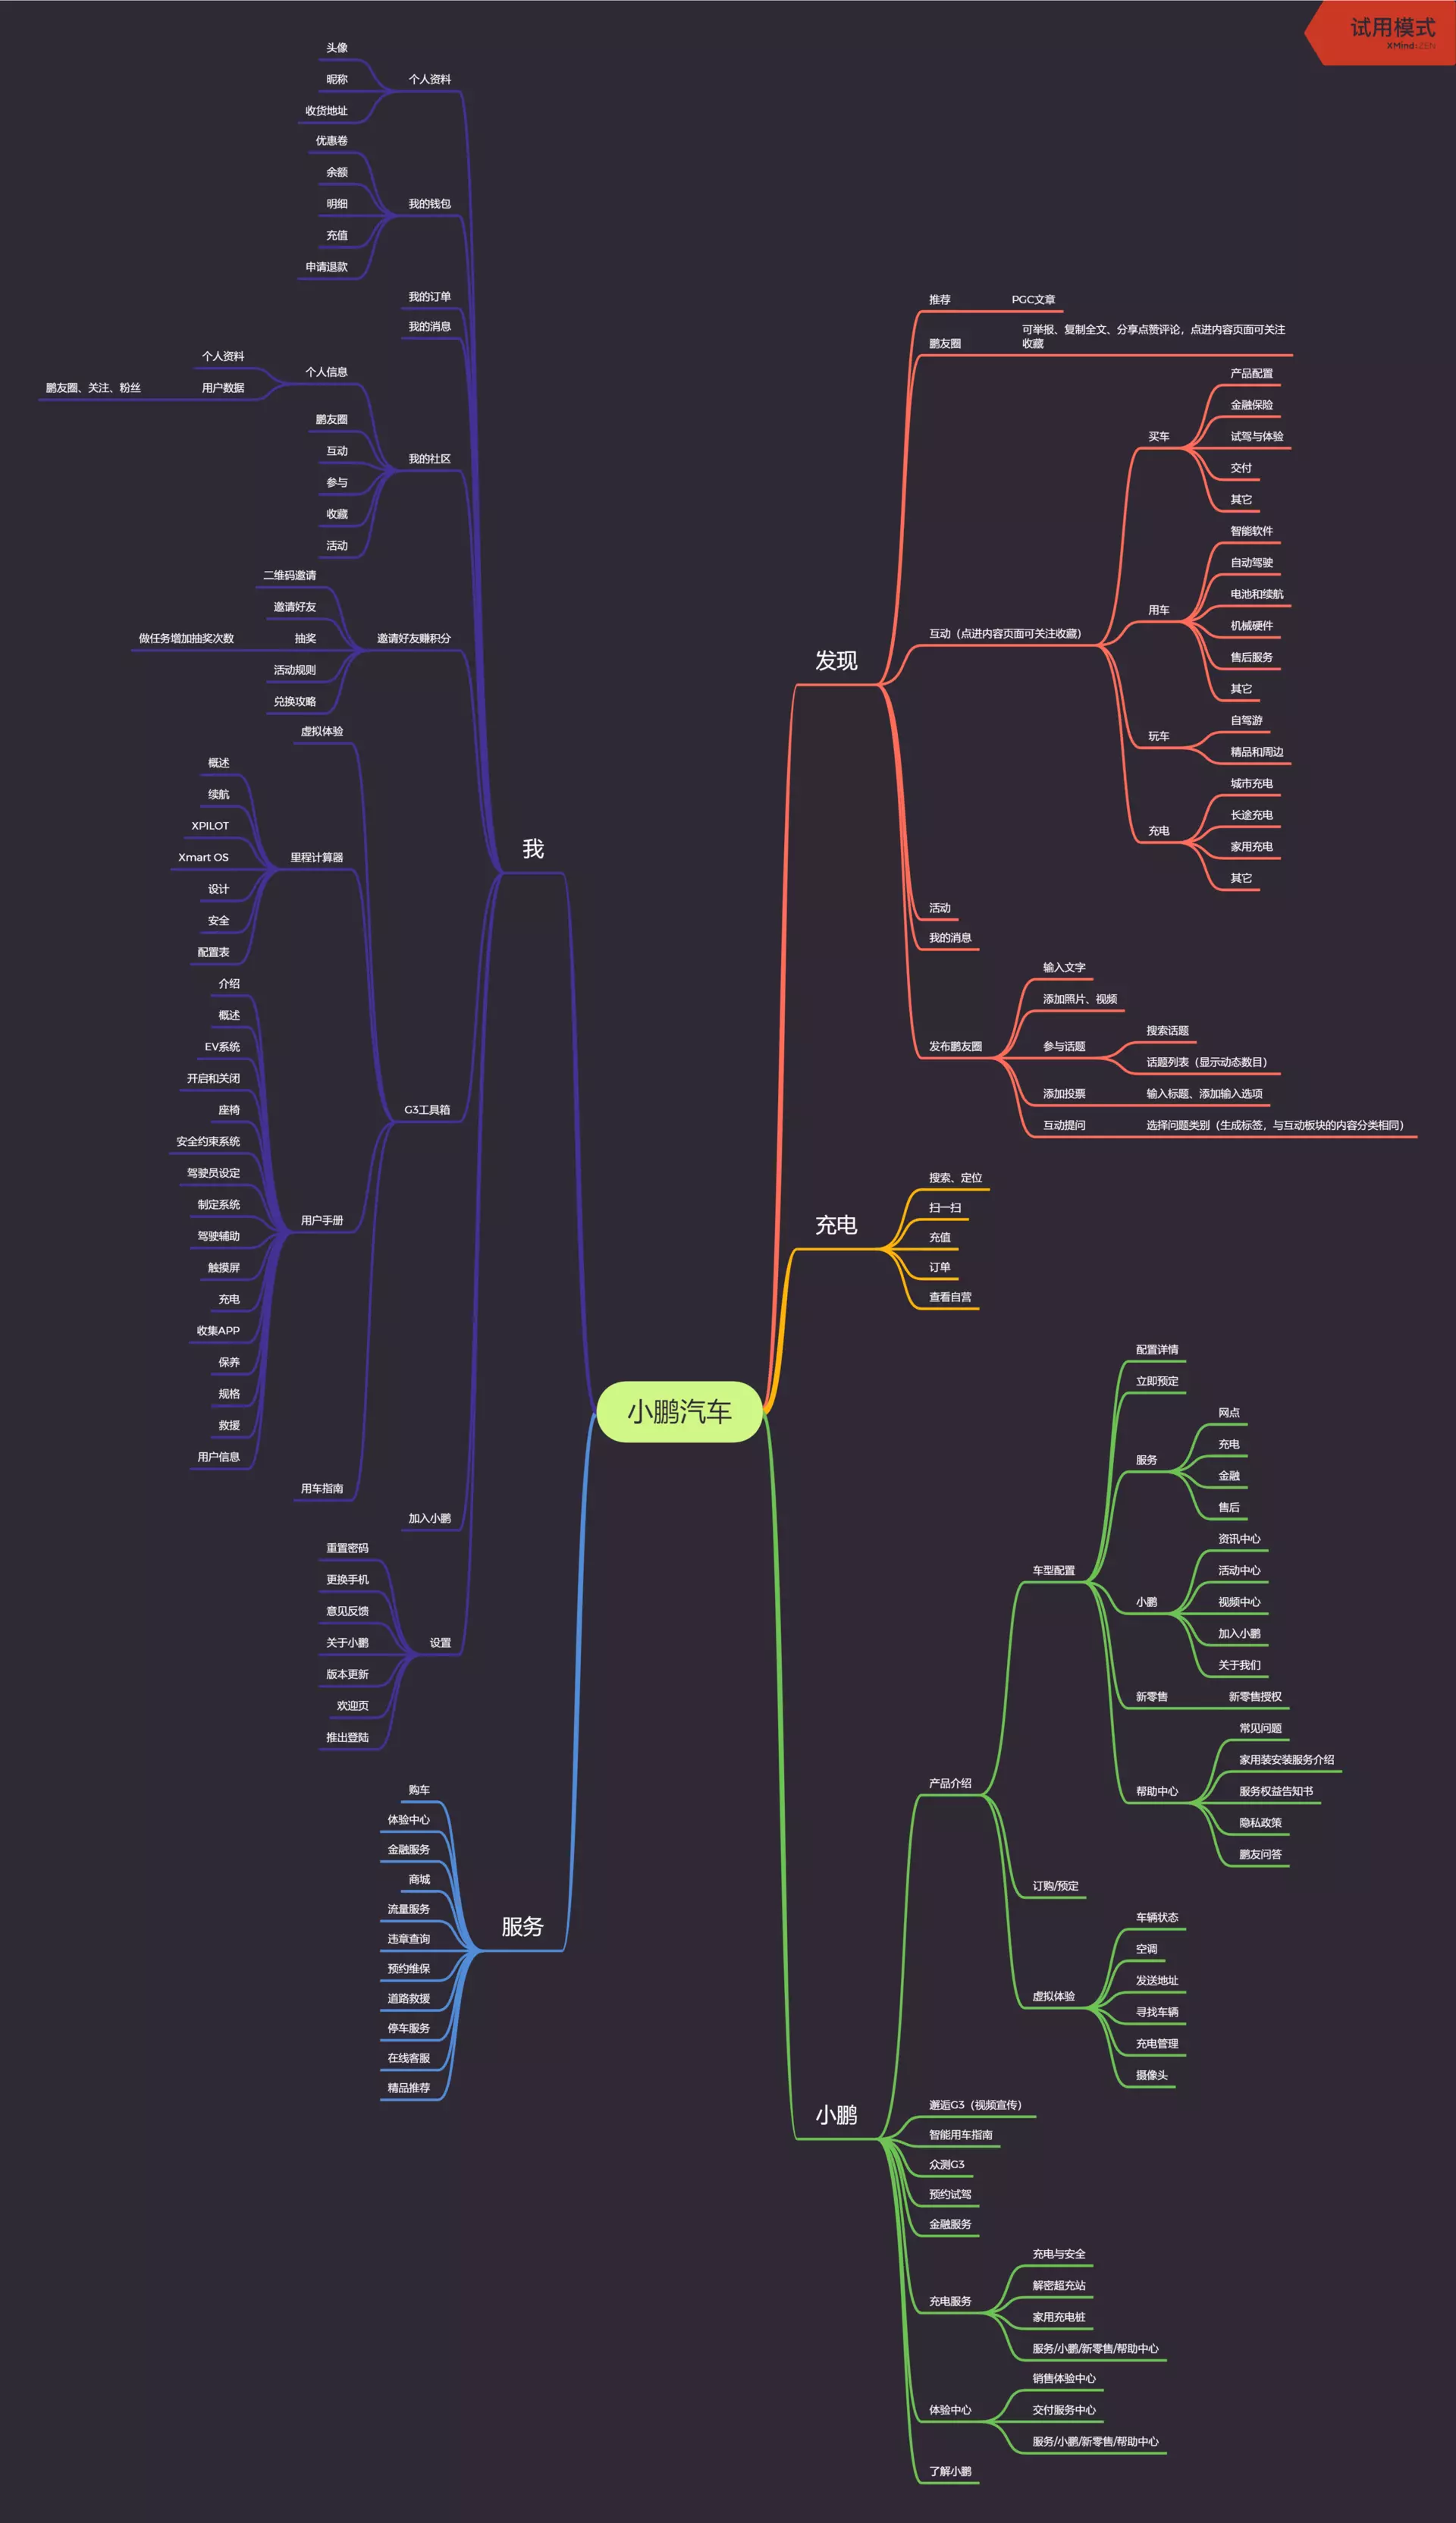 试用模式
XMind:ZEN
小鹏汽车
发现
推荐
PGC文章
鹏友圈
可举报、复制全文、分享点赞评论，点进内容页面可关注
收藏
互动（点进内容页面可关注收藏）
买车
产品配置
金融保险
试驾与体验
交付
其它
用车
智能软件
自动驾驶
电池和续航
机械硬件
售后服务
其它
玩车
自驾游
精品和周边
充电
城市充电
长途充电
家用充电
其它
活动
我的消息
发布鹏友圈
输入文字
添加照片、视频
参与话题
搜索话题
话题列表（显示动态数目）
添加投票
输入标题、添加输入选项
互动提问
选择问题类别（生成标签，与互动板块的内容分类相同）
充电
搜索、定位
扫一扫
充值
订单
查看自营
小鹏
产品介绍
车型配置
配置详情
立即预定
服务
网点
充电
金融
售后
小鹏
资讯中心
活动中心
视频中心
加入小鹏
关于我们
新零售
新零售授权
帮助中心
常见问题
家用装安装服务介绍
服务权益告知书
隐私政策
鹏友问答
订购/预定
虚拟体验
车辆状态
空调
发送地址
寻找车辆
充电管理
摄像头
邂逅G3（视频宣传）
智能用车指南
众测G3
预约试驾
金融服务
充电服务
充电与安全
解密超充站
家用充电桩
服务/小鹏/新零售/帮助中心
体验中心
销售体验中心
交付服务中心
服务/小鹏/新零售/帮助中心
了解小鹏
我
个人资料
头像
昵称
收货地址
我的钱包
优惠卷
余额
明细
充值
申请退款
我的订单
我的消息
我的社区
个人信息
个人资料
用户数据
鹏友圈、关注、粉丝
鹏友圈
互动
参与
收藏
活动
邀请好友赚积分
二维码邀请
邀请好友
抽奖
做任务增加抽奖次数
活动规则
兑换攻略
G3工具箱
虚拟体验
里程计算器
概述
续航
XPILOT
Xmart OS
设计
安全
配置表
用户手册
介绍
概述
EV系统
开启和关闭
座椅
安全约束系统
驾驶员设定
制定系统
驾驶辅助
触摸屏
充电
收集APP
保养
规格
救援
用户信息
用车指南
加入小鹏
设置
重置密码
更换手机
意见反馈
关于小鹏
版本更新
欢迎页
推出登陆
服务
购车
体验中心
金融服务
商城
流量服务
违章查询
预约维保
道路救援
停车服务
在线客服
精品推荐